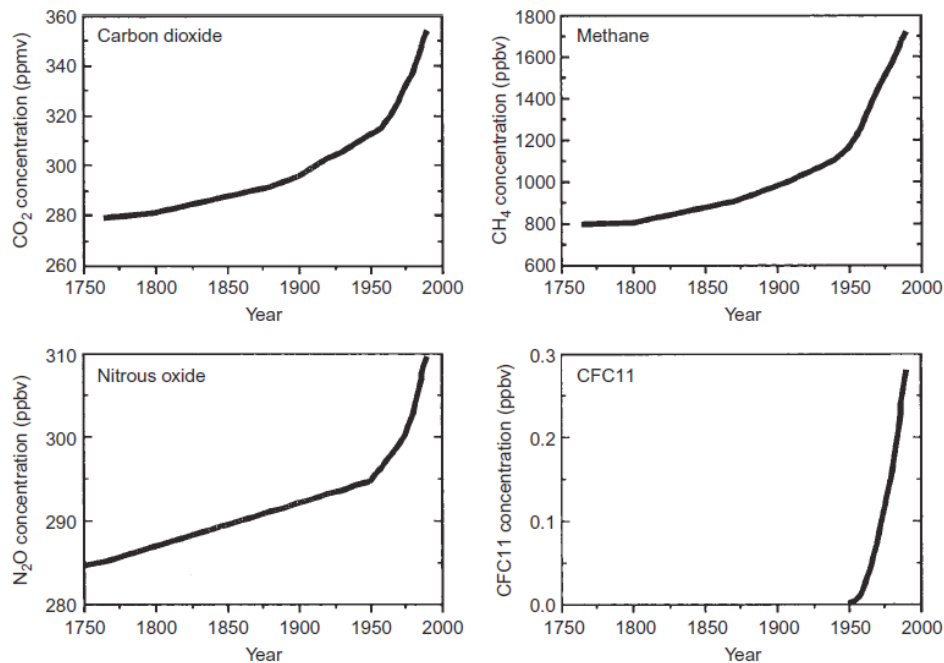 Carbon dioxide
CO₂ concentration (ppmv)
360
340
320
300
280
260
1750 1800 1850 1900 1950 2000
Year
Methane
CH₄ concentration (ppbv)
1800
1600
1400
1200
1000
800
600
1750 1800 1850 1900 1950 2000
Year
Nitrous oxide
N₂O concentration (ppbv)
310
300
290
280
1750 1800 1850 1900 1950 2000
Year
CFC11
CFC11 concentration (ppbv)
0.3
0.2
0.1
0.0
1750 1800 1850 1900 1950 2000
Year